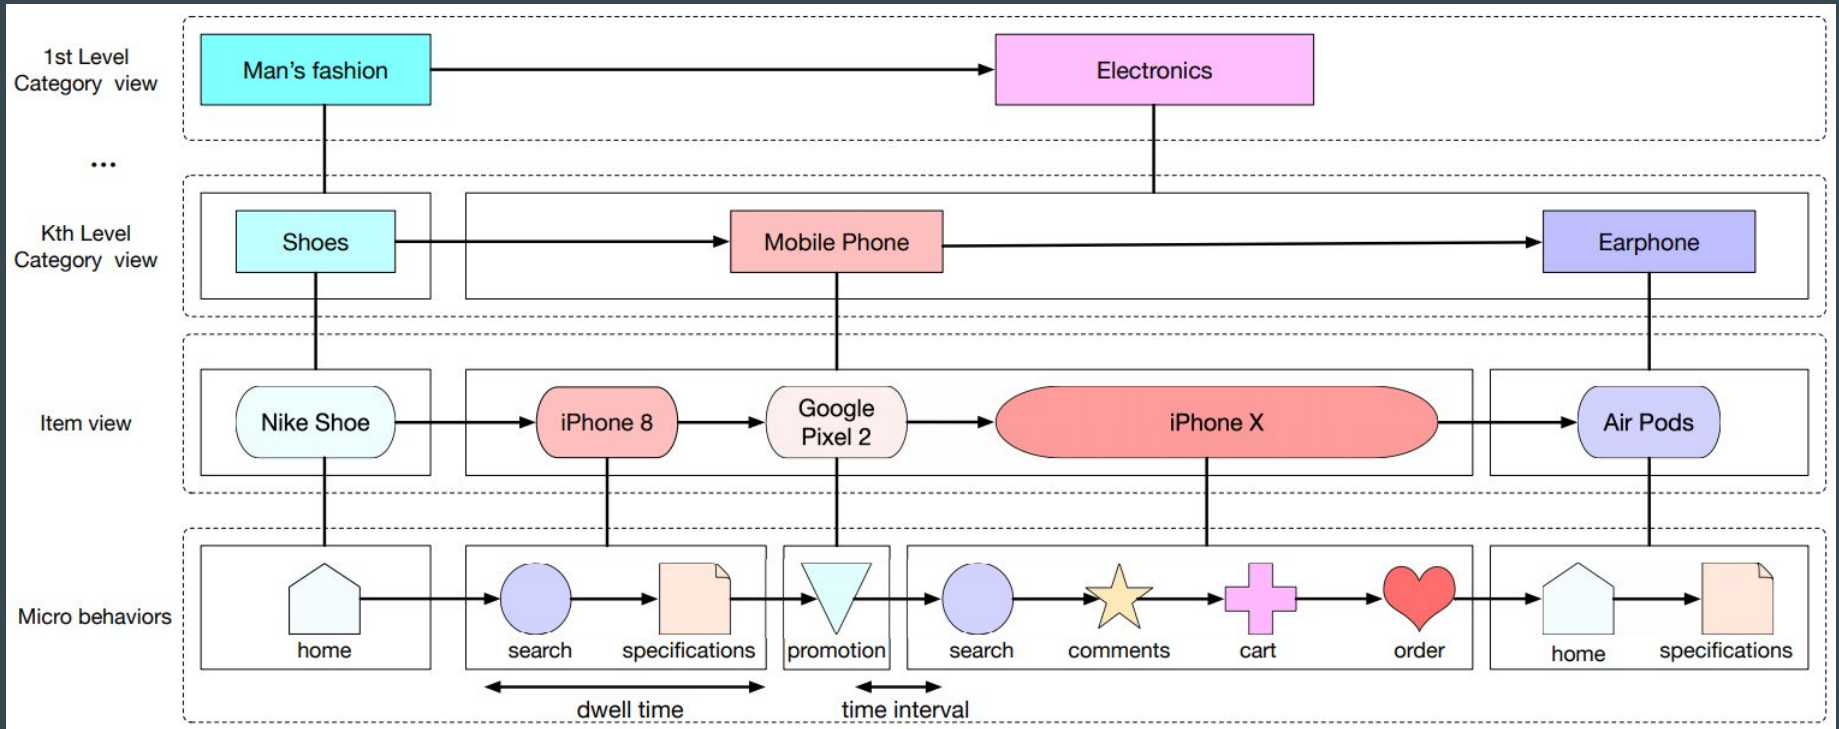 1st Level
Category view
Man's fashion
Electronics
...
Kth Level
Category view
Shoes
Mobile Phone
Earphone
Item view
Nike Shoe
iPhone 8
Google
Pixel 2
iPhone X
Air Pods
Micro behaviors
home
search
specifications
promotion
search
comments
cart
order
home
specifications
dwell time
time interval